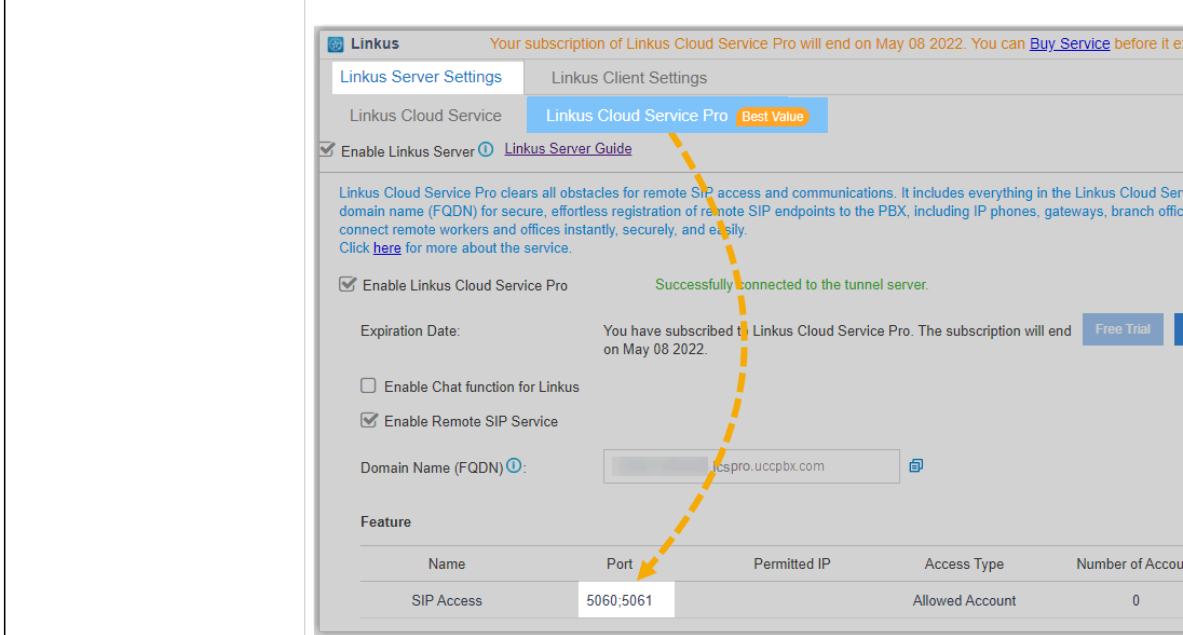 Linkus Your subscription of Linkus Cloud Service Pro will end on May 08 2022. You can Buy Service before it e
Linkus Server Settings Linkus Client Settings
Linkus Cloud Service Linkus Cloud Service Pro Best Value
Enable Linkus Server Linkus Server Guide
Linkus Cloud Service Pro clears all obstacles for remote SIP access and communications. It includes everything in the Linkus Cloud Ser
domain name (FQDN) for secure, effortless registration of remote SIP endpoints to the PBX, including IP phones, gateways, branch offic
connect remote workers and offices instantly, securely, and easily.
Click here for more about the service.
Enable Linkus Cloud Service Pro Successfully connected to the tunnel server.
Expiration Date: You have subscribed to Linkus Cloud Service Pro. The subscription will end Free Trial
on May 08 2022.
Enable Chat function for Linkus
Enable Remote SIP Service
Domain Name (FQDN) : .lcspro.uccpbx.com
Feature
Name Port Permitted IP Access Type Number of Accou
SIP Access 5060;5061 Allowed Account 0